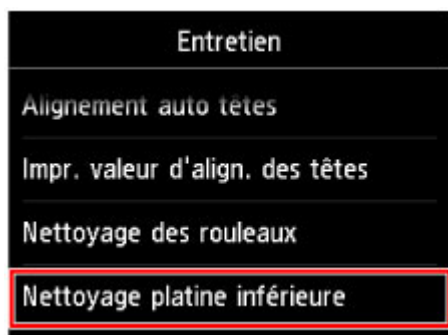 Entretien
Alignement auto têtes
Impr. valeur d'align. des têtes
Nettoyage des rouleaux
Nettoyage platine inférieure